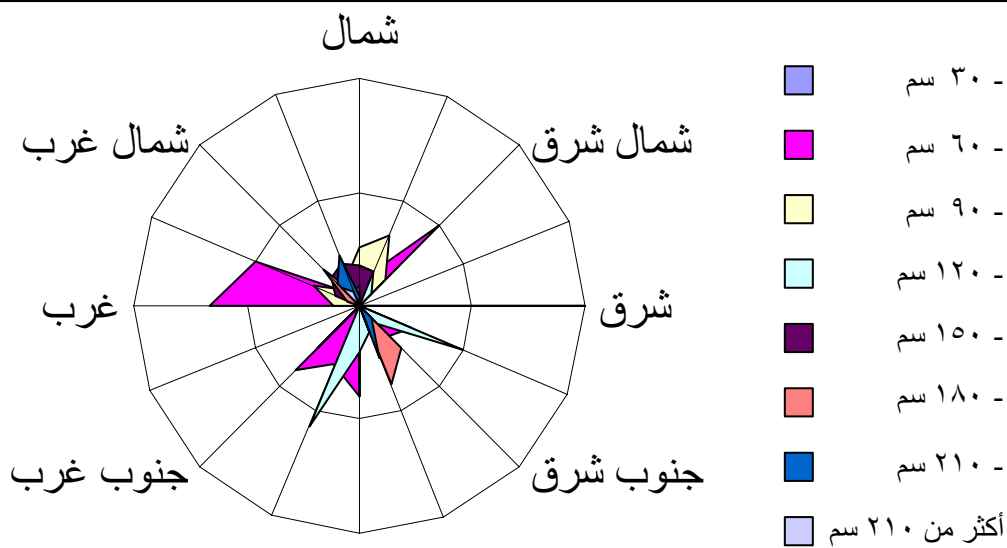 شمال
شمال شرق
شرق
جنوب شرق
جنوب غرب
غرب
شمال غرب
- ٣٠ سم
- ٦٠ سم
- ٩٠ سم
- ١٢٠ سم
- ١٥٠ سم
- ١٨٠ سم
- ٢١٠ سم
أكثر من ٢١٠ سم